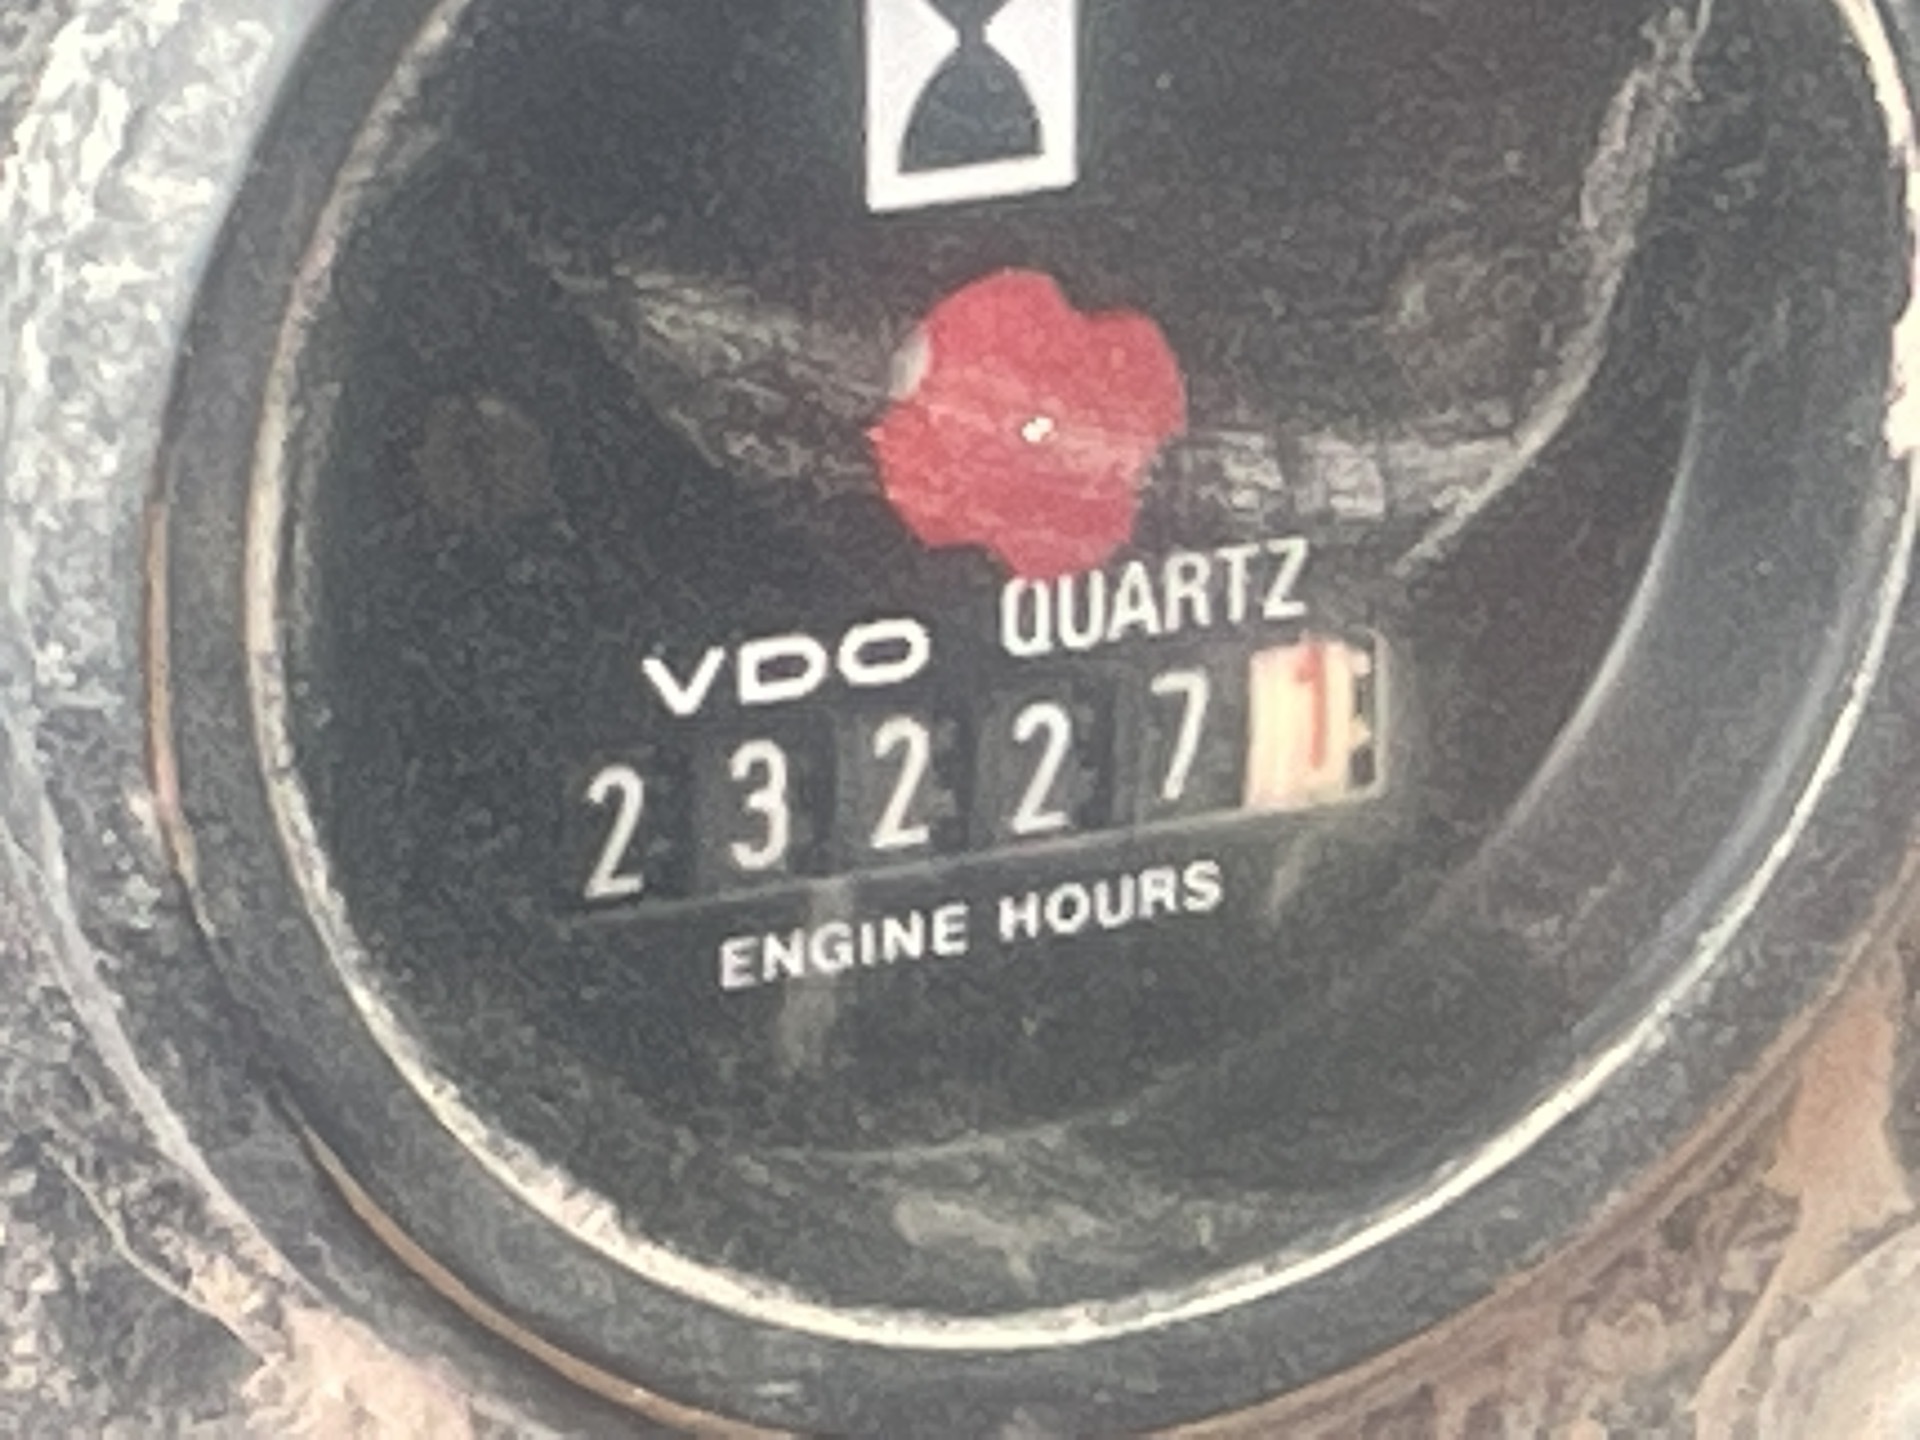 VDO QUARTZ
232271
ENGINE HOURS